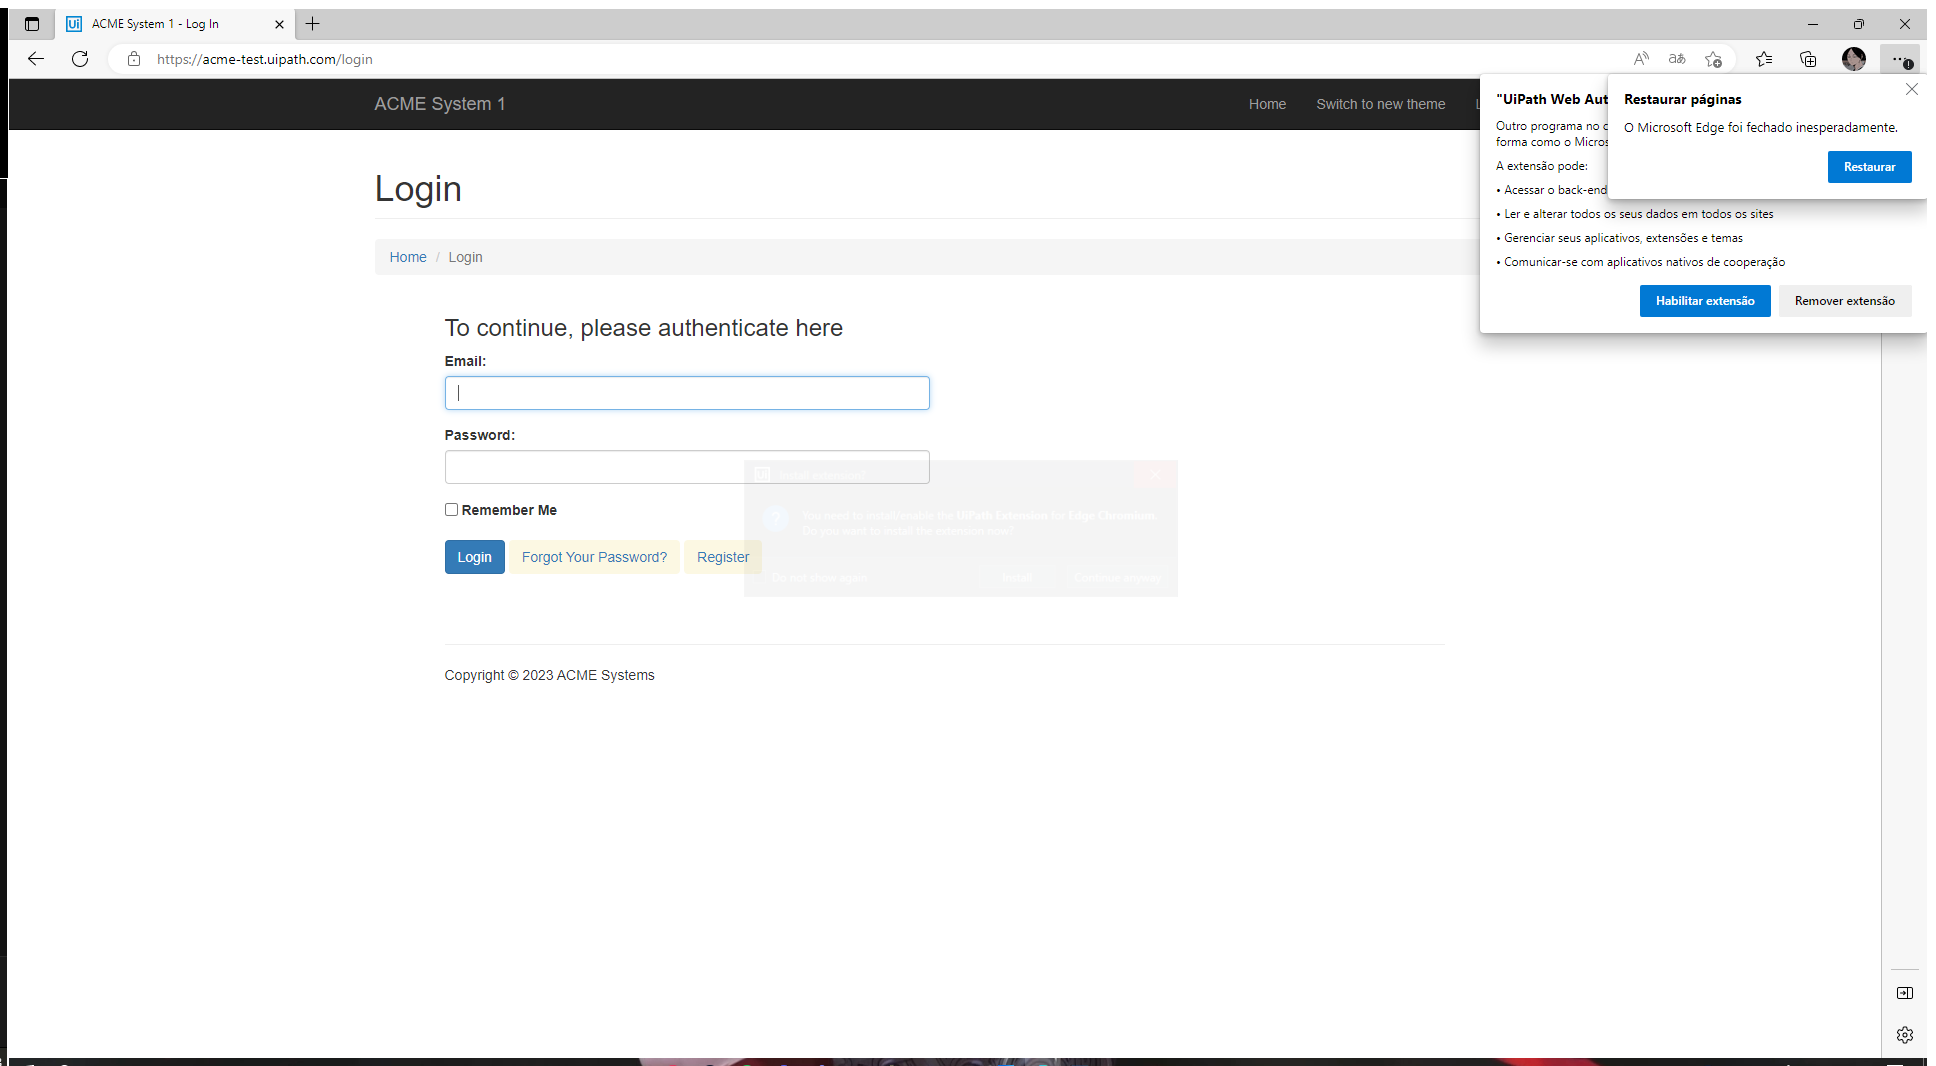 Ui ACME System 1 - Log In
https://acme-test.uipath.com/login
ACME System 1
Home
Switch to new theme
"UiPath Web Aut
Outro programa no
forma como o Micros
A extensão pode:
• Acessar o back-end
• Ler e alterar todos os seus dados em todos os sites
• Gerenciar seus aplicativos, extensões e temas
• Comunicar-se com aplicativos nativos de cooperação
Habilitar extensão
Remover extensão
Restaurar páginas
O Microsoft Edge foi fechado inesperadamente.
Restaurar
Login
Home / Login
To continue, please authenticate here
Email:
Password:
Remember Me
Login
Forgot Your Password?
Register
Install extension?
You need to install/enable the UiPath Extension for Edge Chromium.
Do you want to install the extension now?
Do not show again
Install
Continue anyway
Copyright © 2023 ACME Systems